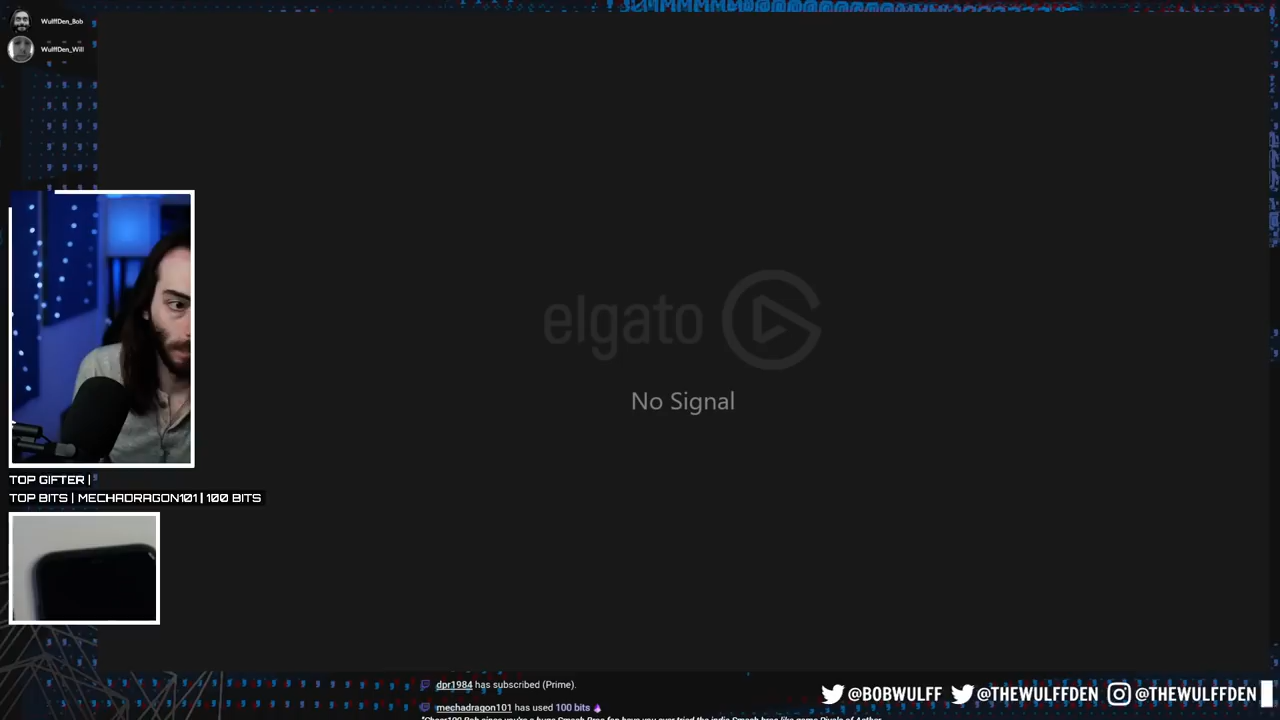 WulffDen_Bob
WulffDen_Will
elgato
No Signal
TOP GIFTER |
TOP BITS | MECHADRAGON101 | 100 BITS
dpr1984 has subscribed (Prime).
mechadragon101 has used 100 bits
@BOBWULFF @THEWULFFDEN @THEWULFFDEN